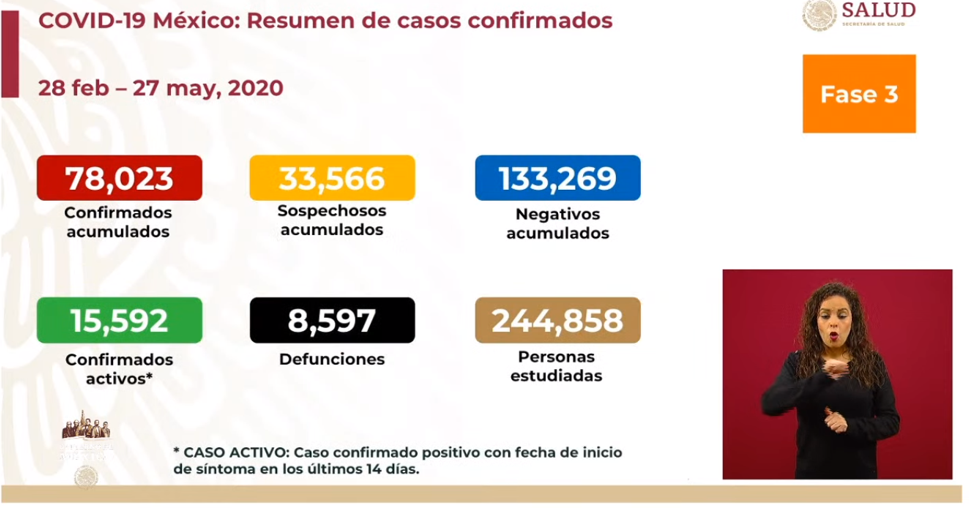 COVID-19 México: Resumen de casos confirmados
SALUD
SECRETARÍA DE SALUD
28 feb – 27 may, 2020
Fase 3
78,023
Confirmados
acumulados
33,566
Sospechosos
acumulados
133,269
Negativos
acumulados
15,592
Confirmados
activos*
8,597
Defunciones
244,858
Personas
estudiadas
* CASO ACTIVO: Caso confirmado positivo con fecha de inicio
de síntoma en los últimos 14 días.